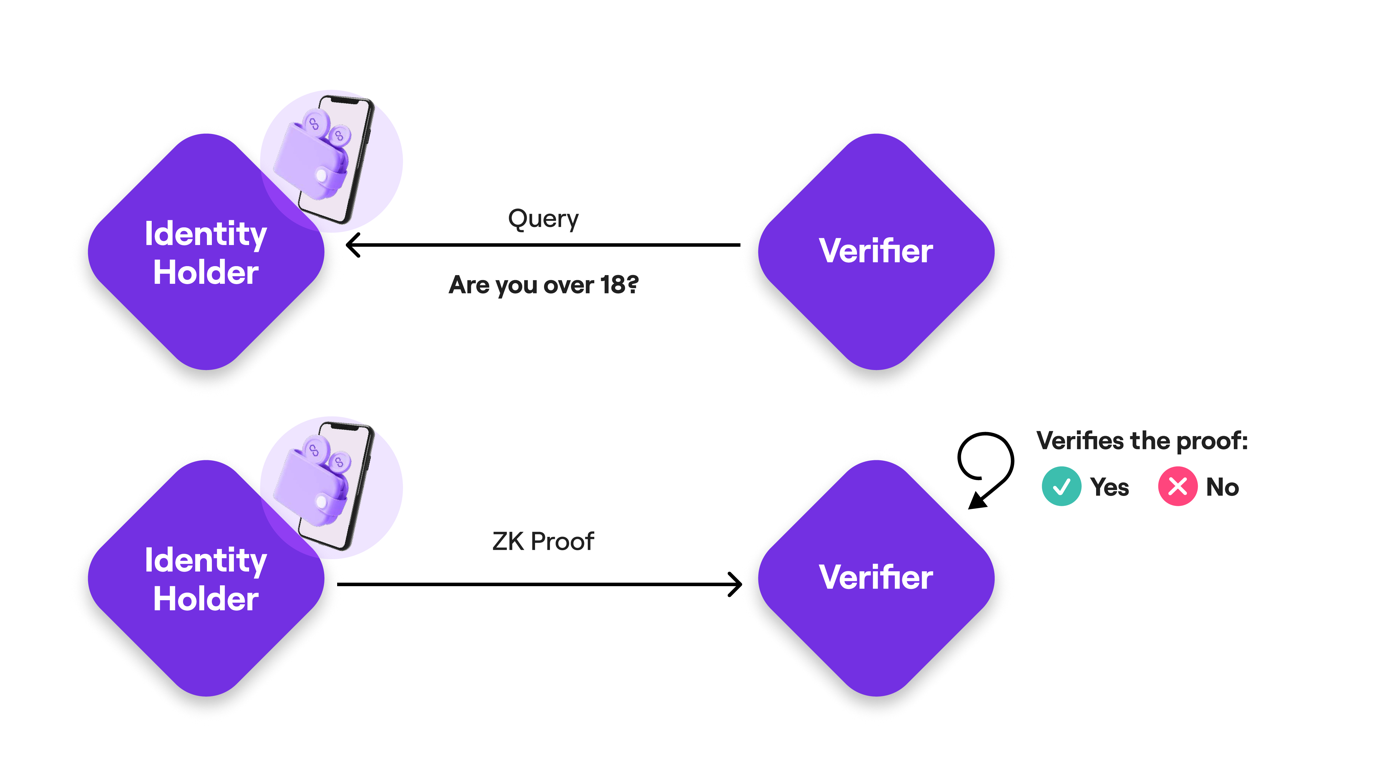 Identity
Holder
Query
Are you over 18?
Verifier
Identity
Holder
ZK Proof
Verifier
Verifies the proof:
Yes No